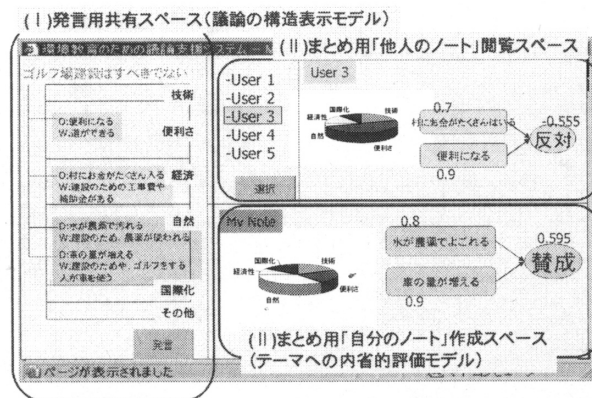 (Ⅰ)発言用共有スペース(議論の構造表示モデル)
環境教育のための議論支援システム
(Ⅱ)まとめ用「他人のノート」閲覧スペース
ゴルフ場建設はすべきでない
技術
D:便利になる
W:道ができる
便利さ
D:村にお金がたくさん入る
W:建設のための工事費や
補助金がある
経済
自然
D:水が農薬で汚れる
W:建設のため、農薬が使われる
D:車の量が増える
W:建設のためや、ゴルフをする
人が車を使う
国際化
その他
発言
ページが表示されました
-User 1
-User 2
-User 3
-User 4
-User 5
選択
User 3
国際化
技術
経済性
自然
便利さ
0.7
村にお金がたくさんはいる
便利になる
0.9
-0.555
反対
My Note
国際化
技術
経済性
便利さ
自然
0.8
水が農薬でよごれる
車の量が増える
0.9
0.595
賛成
(Ⅱ)まとめ用「自分のノート」作成スペース
(テーマへの内省的評価モデル)